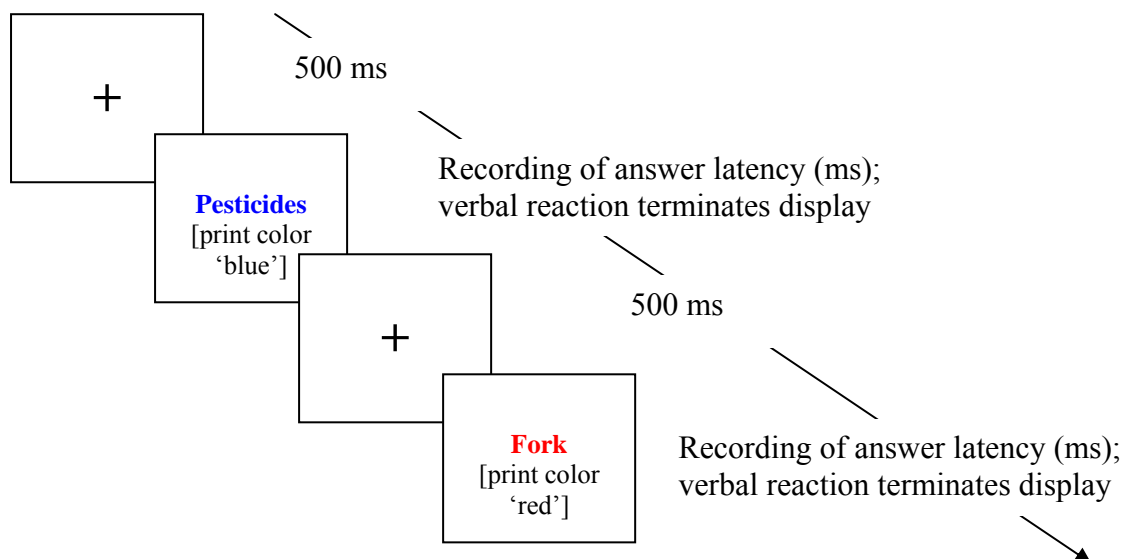 +
500 ms
Pesticides
[print color
‘blue’]
Recording of answer latency (ms);
verbal reaction terminates display
+
500 ms
Fork
[print color
‘red’]
Recording of answer latency (ms);
verbal reaction terminates display